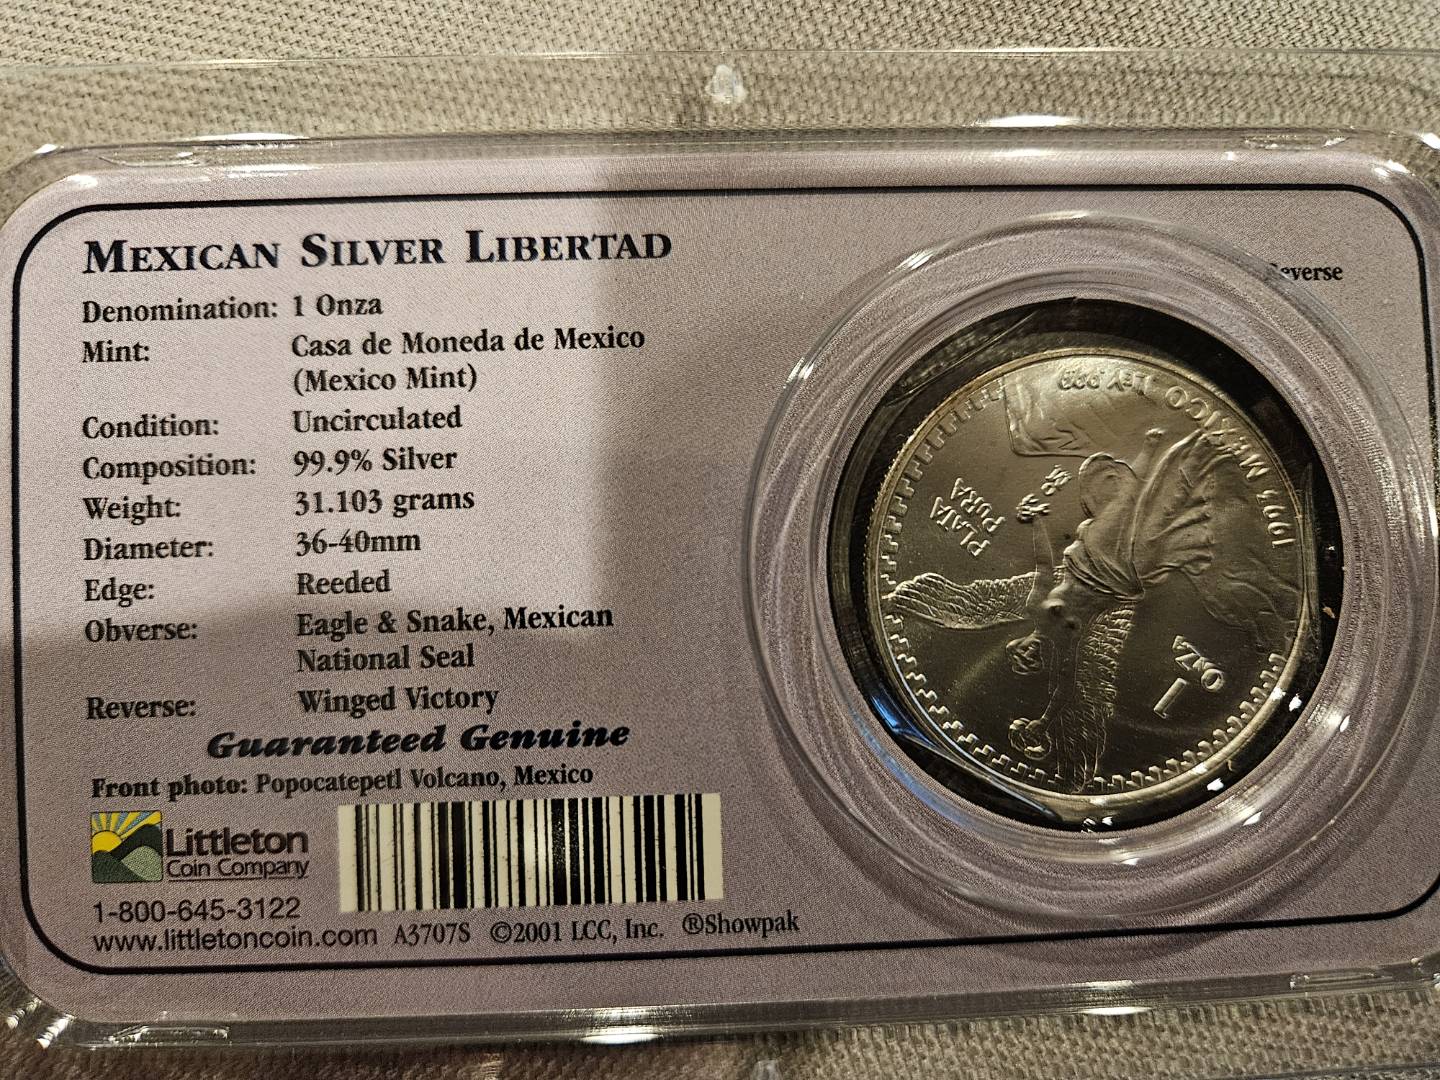 MEXICAN SILVER LIBERTAD
Denomination: 1 Onza
Mint: Casa de Moneda de Mexico
(Mexico Mint)
Condition: Uncirculated
Composition: 99.9% Silver
Weight: 31.103 grams
Diameter: 36-40mm
Edge: Reeded
Obverse: Eagle & Snake, Mexican
National Seal
Reverse: Winged Victory
Guaranteed Genuine
Front photo: Popocatepetl Volcano, Mexico
Littleton
Coin Company
1-800-645-3122
www.littletoncoin.com A3707S ©2001 LCC, Inc. ®Showpak
Reverse
1
ONZA
PLATA
PURA
MEXICO LEY .999